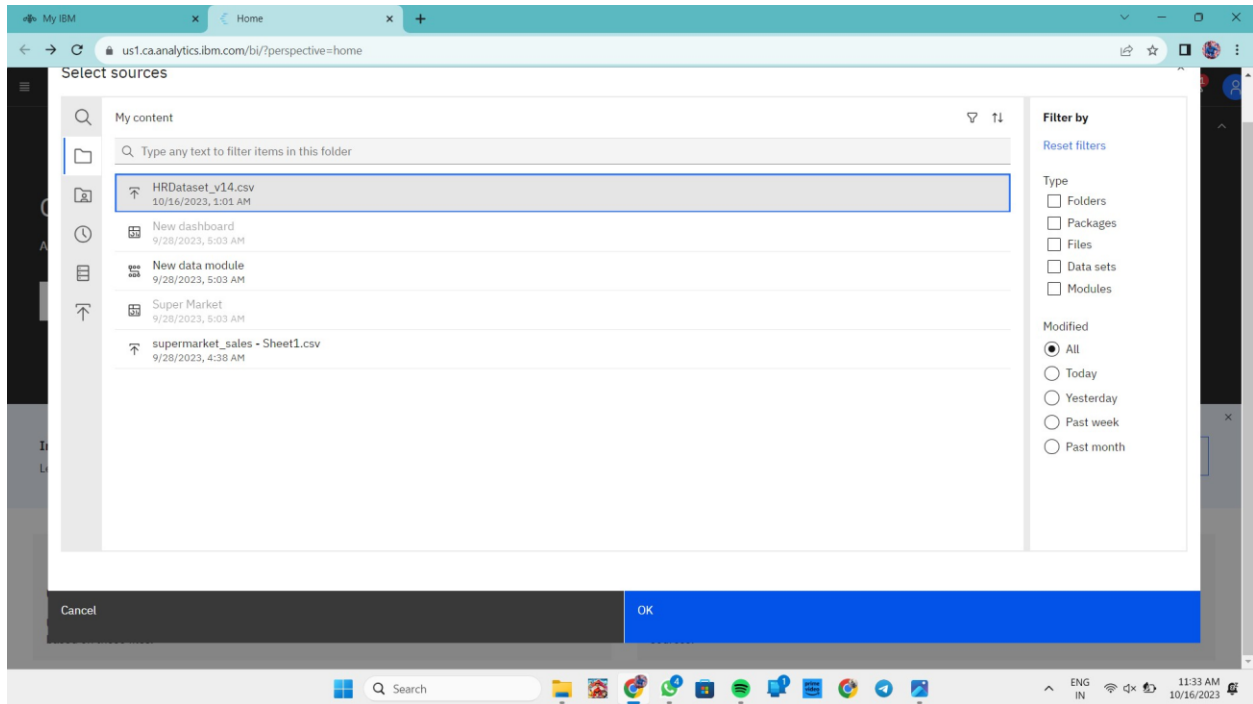 My IBM
Home
us1.ca.analytics.ibm.com/bi/?perspective=home
Select sources
My content
Type any text to filter items in this folder
HRDataset_v14.csv
10/16/2023, 1:01 AM
New dashboard
9/28/2023, 5:03 AM
New data module
9/28/2023, 5:03 AM
Super Market
9/28/2023, 5:03 AM
supermarket_sales - Sheet1.csv
9/28/2023, 4:38 AM
Filter by
Reset filters
Type
Folders
Packages
Files
Data sets
Modules
Modified
All
Today
Yesterday
Past week
Past month
Cancel
OK
Search
4
prime video
ENG
IN
11:33 AM
10/16/2023